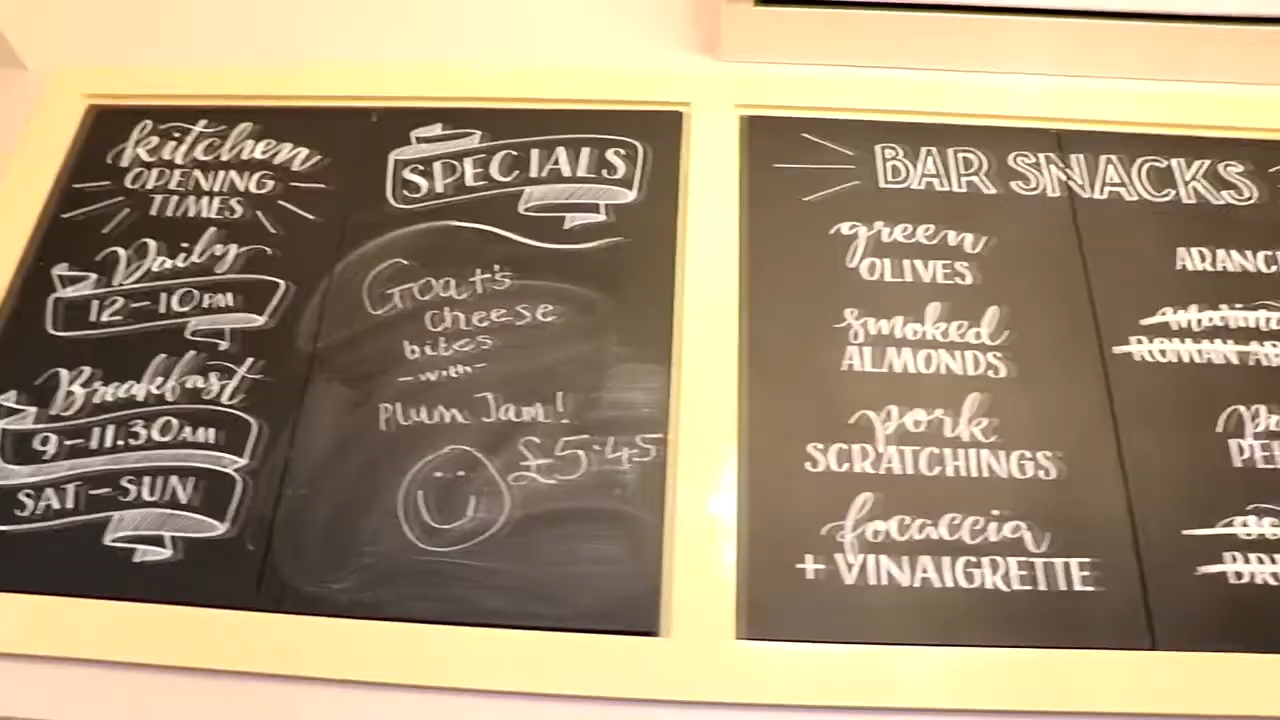 kitchen
OPENING
TIMES
Daily
12-10PM
Breakfast
9-11.30AM
SAT-SUN
SPECIALS
Goat's
cheese
bites
-with-
Plum Jam!
£5.45
BAR SNACKS
green
OLIVES
smoked
ALMONDS
pork
SCRATCHINGS
focaccia
+ VINAIGRETTE
ARANC
ROMAN AR